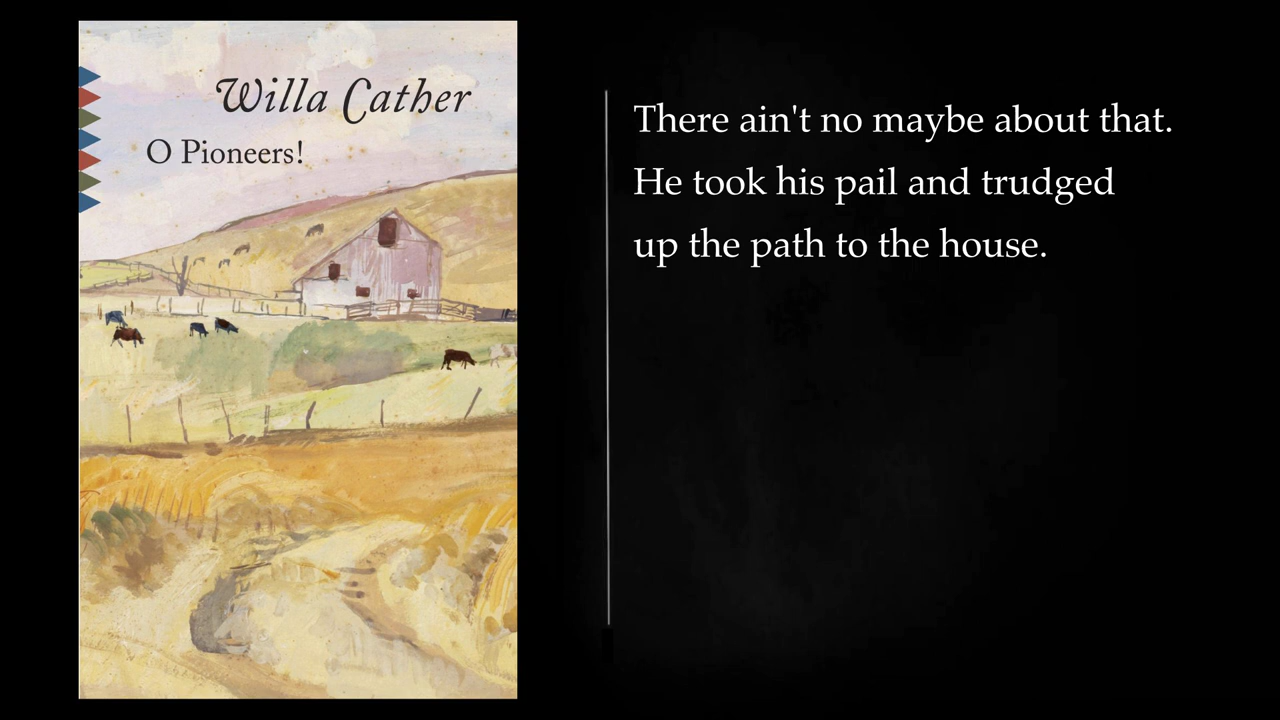 Willa Cather
O Pioneers!
There ain't no maybe about that.
He took his pail and trudged
up the path to the house.